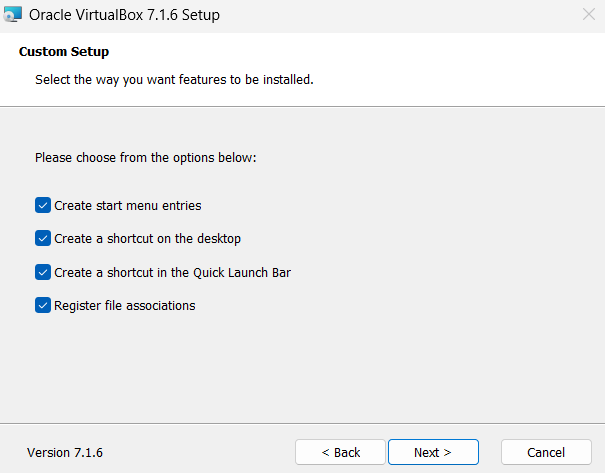 Oracle VirtualBox 7.1.6 Setup
Custom Setup
Select the way you want features to be installed.
Please choose from the options below:
Create start menu entries
Create a shortcut on the desktop
Create a shortcut in the Quick Launch Bar
Register file associations
Version 7.1.6
< Back
Next >
Cancel